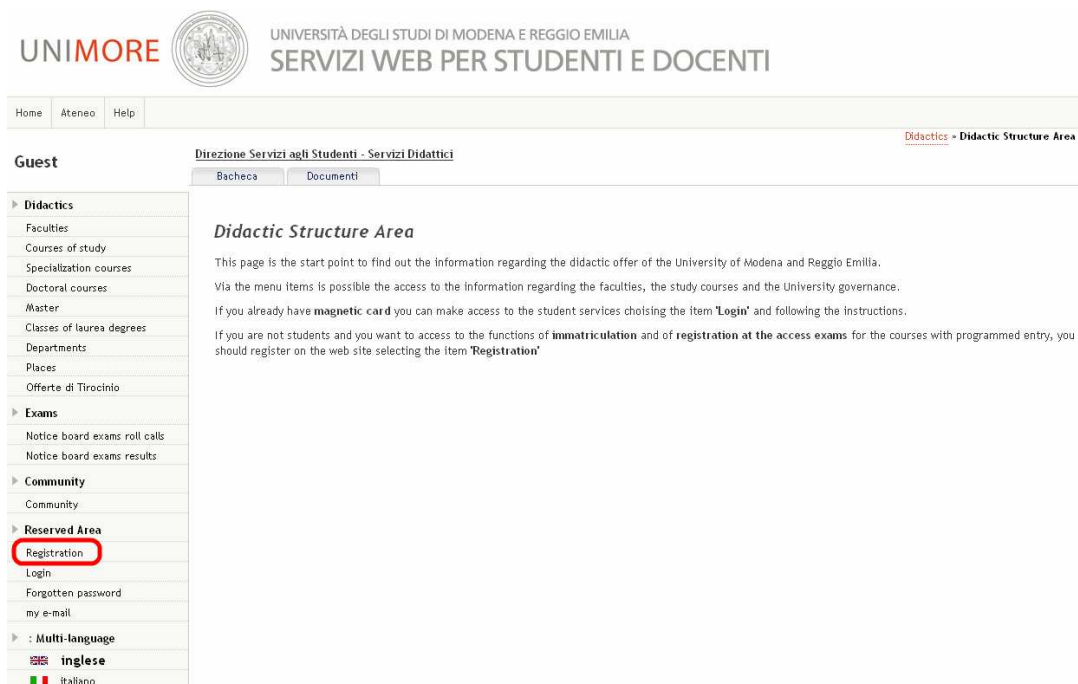 UNIMORE
UNIVERSITÀ DEGLI STUDI DI MODENA E REGGIO EMILIA
SERVIZI WEB PER STUDENTI E DOCENTI
Home Ateneo Help
Didactics » Didactic Structure Area
Guest
Direzione Servizi agli Studenti - Servizi Didattici
Bacheca Documenti
Didactics
Faculties
Courses of study
Specialization courses
Doctoral courses
Master
Classes of laurea degrees
Departments
Places
Offerte di Tirocinio
Exams
Notice board exams roll calls
Notice board exams results
Community
Community
Reserved Area
Registration
Login
Forgotten password
my e-mail
: Multi-language
inglese
italiano
Didactic Structure Area
This page is the start point to find out the information regarding the didactic offer of the University of Modena and Reggio Emilia.
Via the menu items is possible the access to the information regarding the faculties, the study courses and the University governance.
If you already have magnetic card you can make access to the student services choising the item 'Login' and following the instructions.
If you are not students and you want to access to the functions of immatriculation and of registration at the access exams for the courses with programmed entry, you
should register on the web site selecting the item 'Registration'